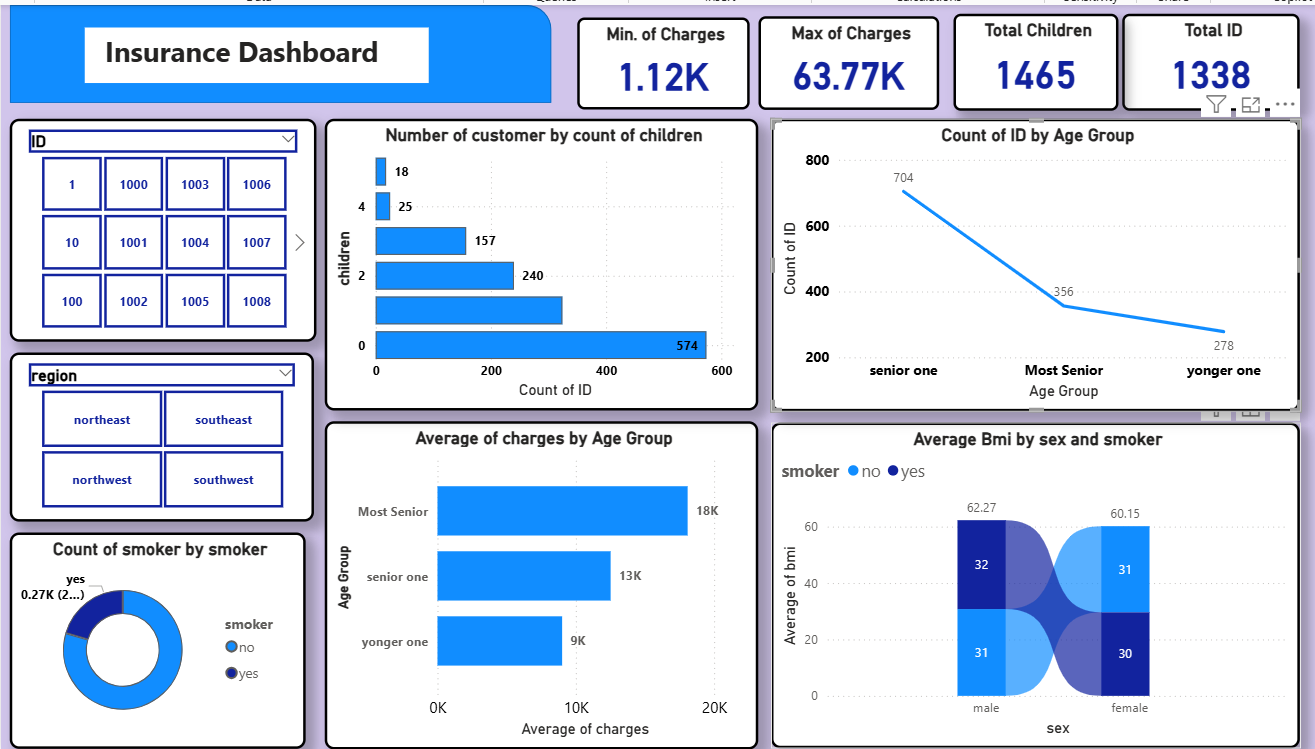 Insurance Dashboard
Min. of Charges
1.12K
Max of Charges
63.77K
Total Children
1465
Total ID
1338
ID
1
1000
1003
1006
10
1001
1004
1007
100
1002
1005
1008
region
northeast
southeast
northwest
southwest
Count of smoker by smoker
yes
0.27K (2...)
smoker
no
yes
Number of customer by count of children
children
18
4
25
157
2
240
0
574
0
200
400
600
Count of ID
Average of charges by Age Group
Age Group
Most Senior
18K
senior one
13K
yonger one
9K
0K
10K
20K
Average of charges
Count of ID by Age Group
Count of ID
800
600
400
200
704
356
278
senior one
Most Senior
yonger one
Age Group
Average Bmi by sex and smoker
smoker
no
yes
Average of bmi
60
40
20
0
62.27
32
31
60.15
31
30
male
female
sex